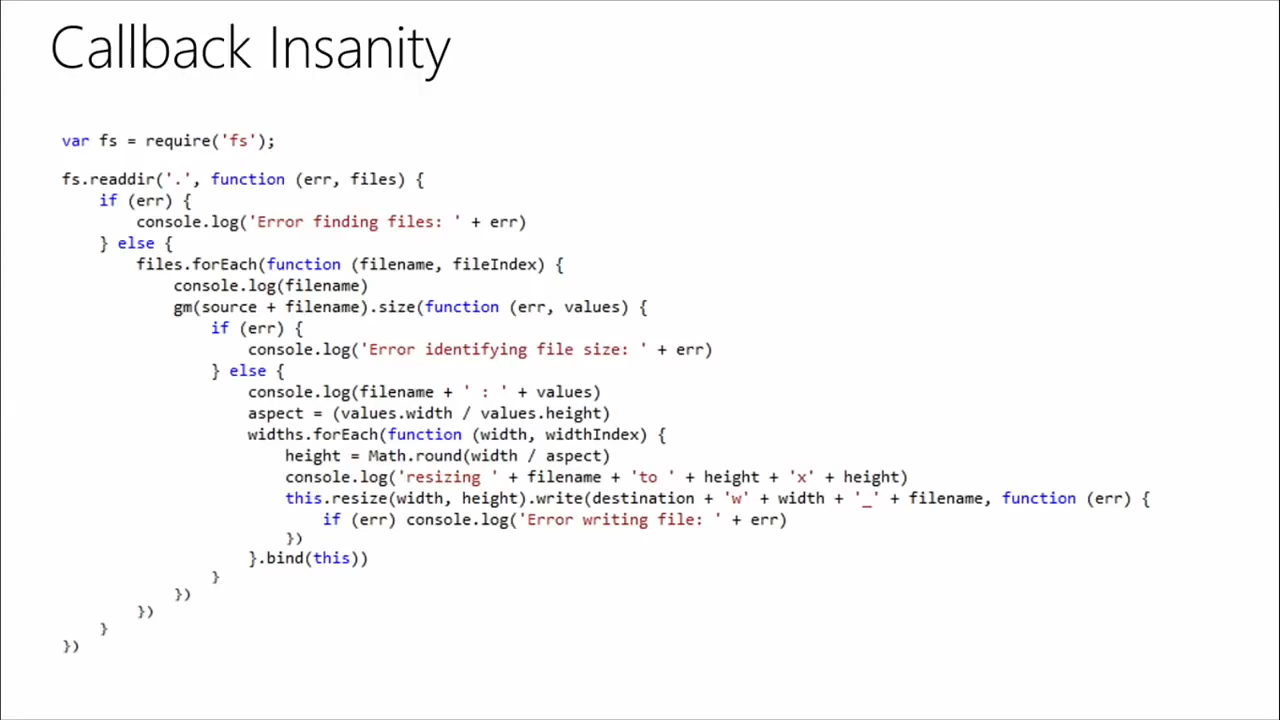 Callback Insanity
var fs = require('fs');
fs.readdir('.', function (err, files) {
if (err) {
console.log('Error finding files: ' + err)
} else {
files.forEach(function (filename, fileIndex) {
console.log(filename)
gm(source + filename).size(function (err, values) {
if (err) {
console.log('Error identifying file size: ' + err)
} else {
console.log(filename + ' : ' + values)
aspect = (values.width / values.height)
widths.forEach(function (width, widthIndex) {
height = Math.round(width / aspect)
console.log('resizing ' + filename + 'to ' + height + 'x' + height)
this.resize(width, height).write(destination + 'w' + width + '_' + filename, function (err) {
if (err) console.log('Error writing file: ' + err)
})
}.bind(this))
}
})
})
}
})